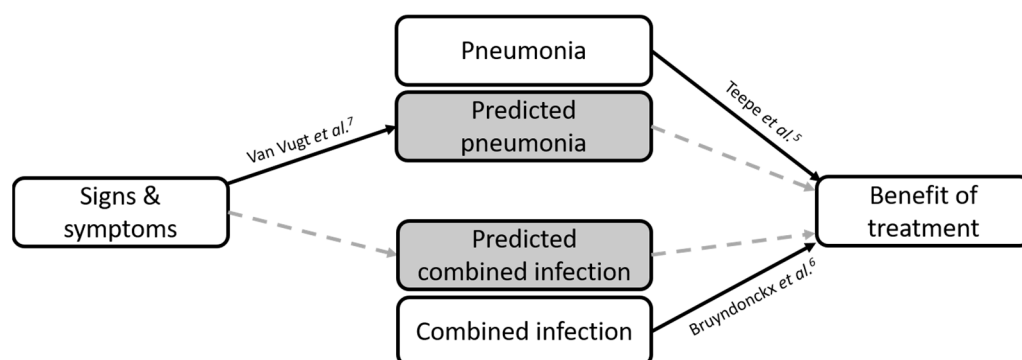 Pneumonia
Predicted
pneumonia
Teepe et al.5
Van Vugt et al.7
Signs &
symptoms
Benefit of
treatment
Predicted
combined infection
Bruyndonckx et al.6
Combined infection